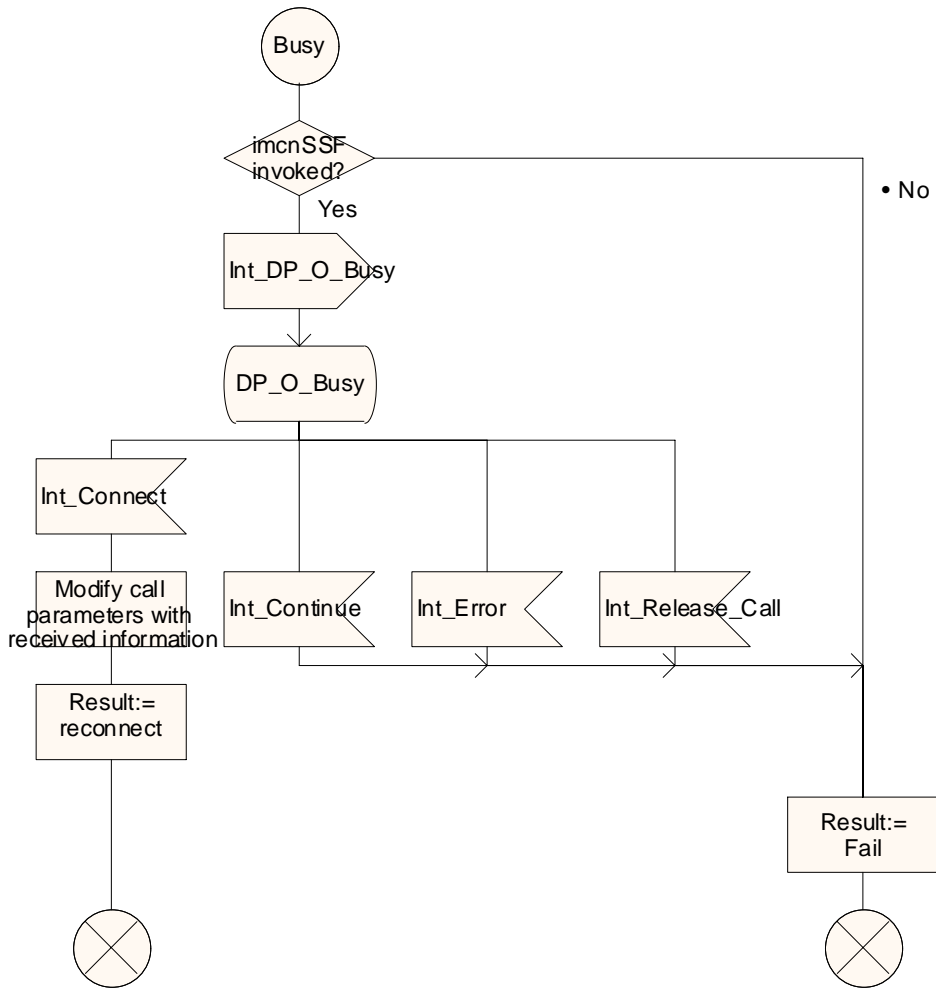 Busy
imcnSSF
invoked?
• No
Yes
Int_DP_O_Busy
DP_O_Busy
Int_Connect
Modify call
parameters with
received information
Int_Continue
Int_Error
Int_Release_Call
Result:=
reconnect
Result:=
Fail